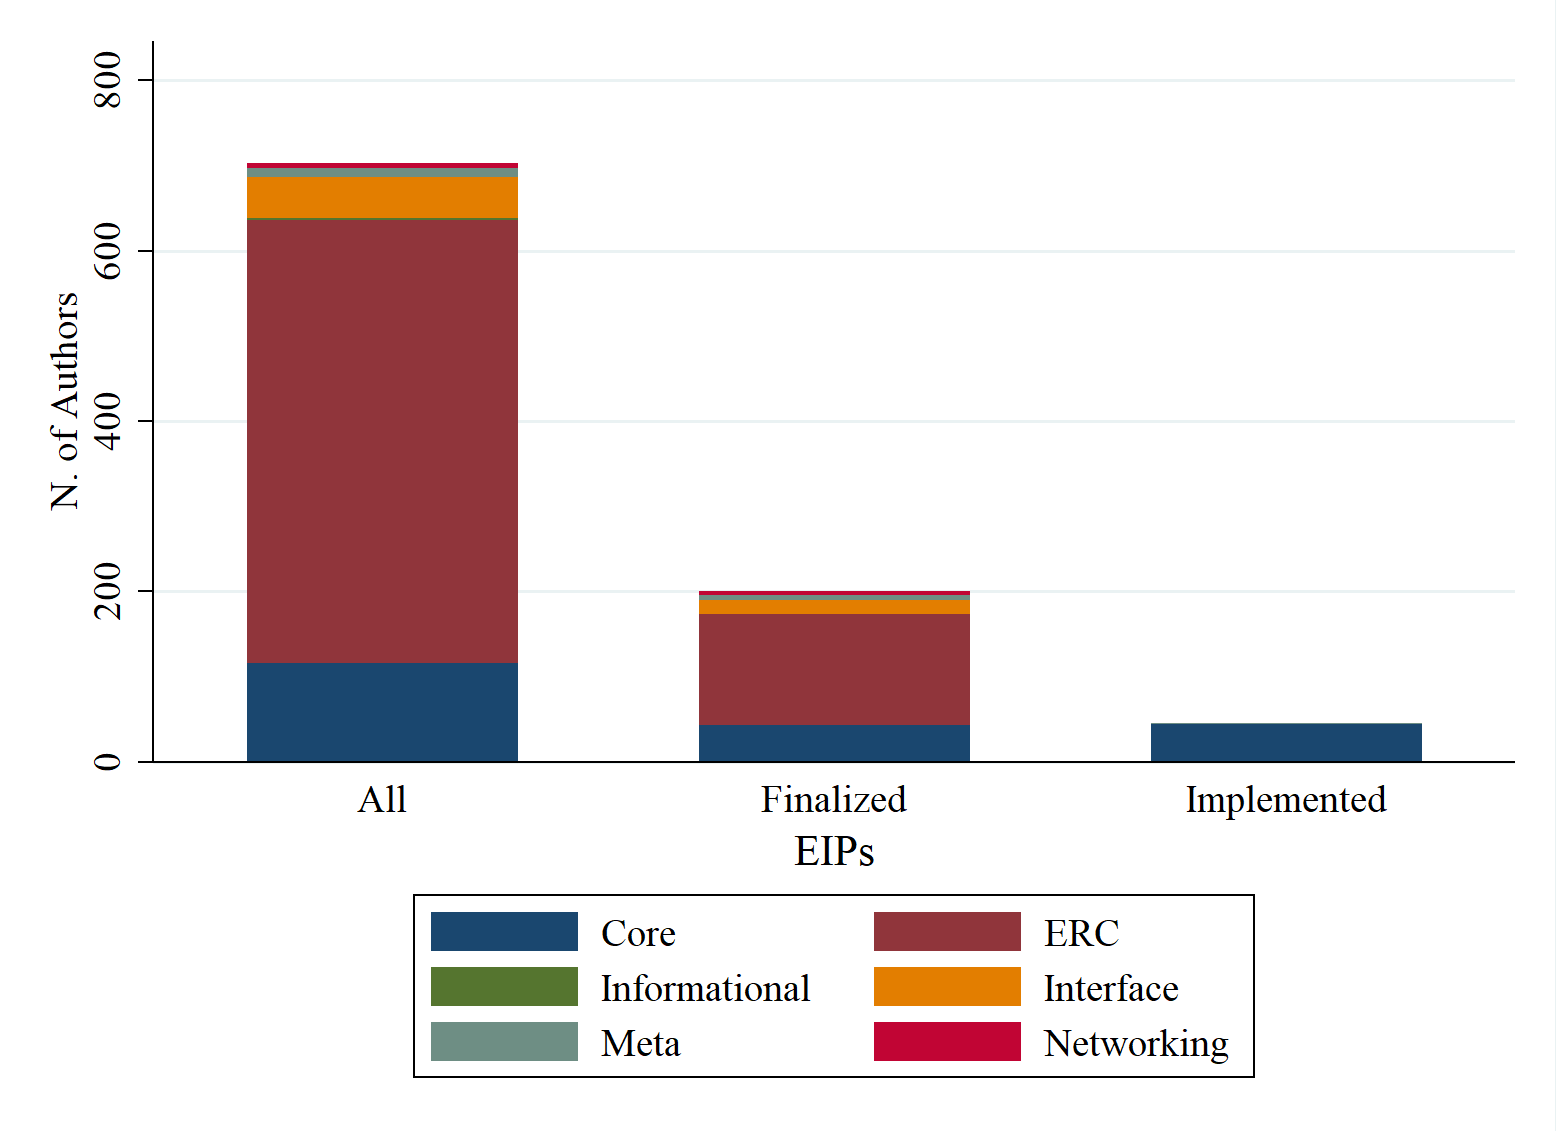 800
600
400
200
0
N. of Authors
All Finalized Implemented
EIPs
Core ERC
Informational Interface
Meta Networking